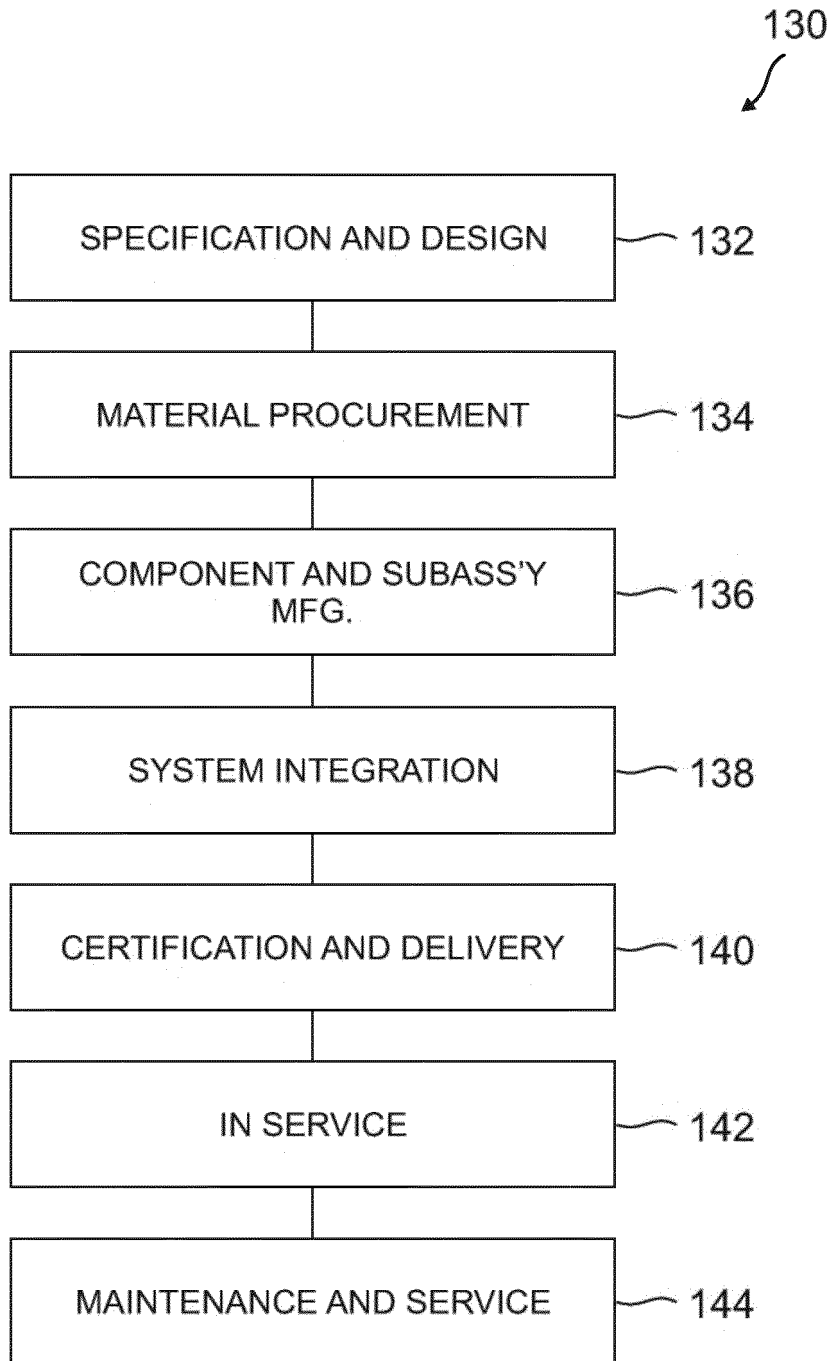 130
SPECIFICATION AND DESIGN
132
MATERIAL PROCUREMENT
134
COMPONENT AND SUBASS'Y
MFG.
136
SYSTEM INTEGRATION
138
CERTIFICATION AND DELIVERY
140
IN SERVICE
142
MAINTENANCE AND SERVICE
144